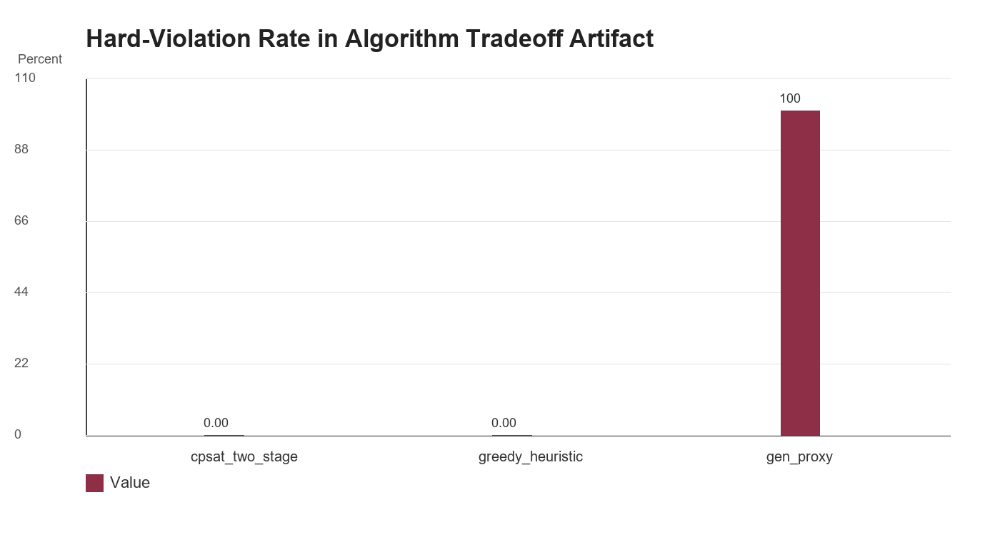 Hard-Violation Rate in Algorithm Tradeoff Artifact
Percent
110
100
88
66
44
22
0.00 0.00
0
cpsat_two_stage greedy_heuristic gen_proxy
Value